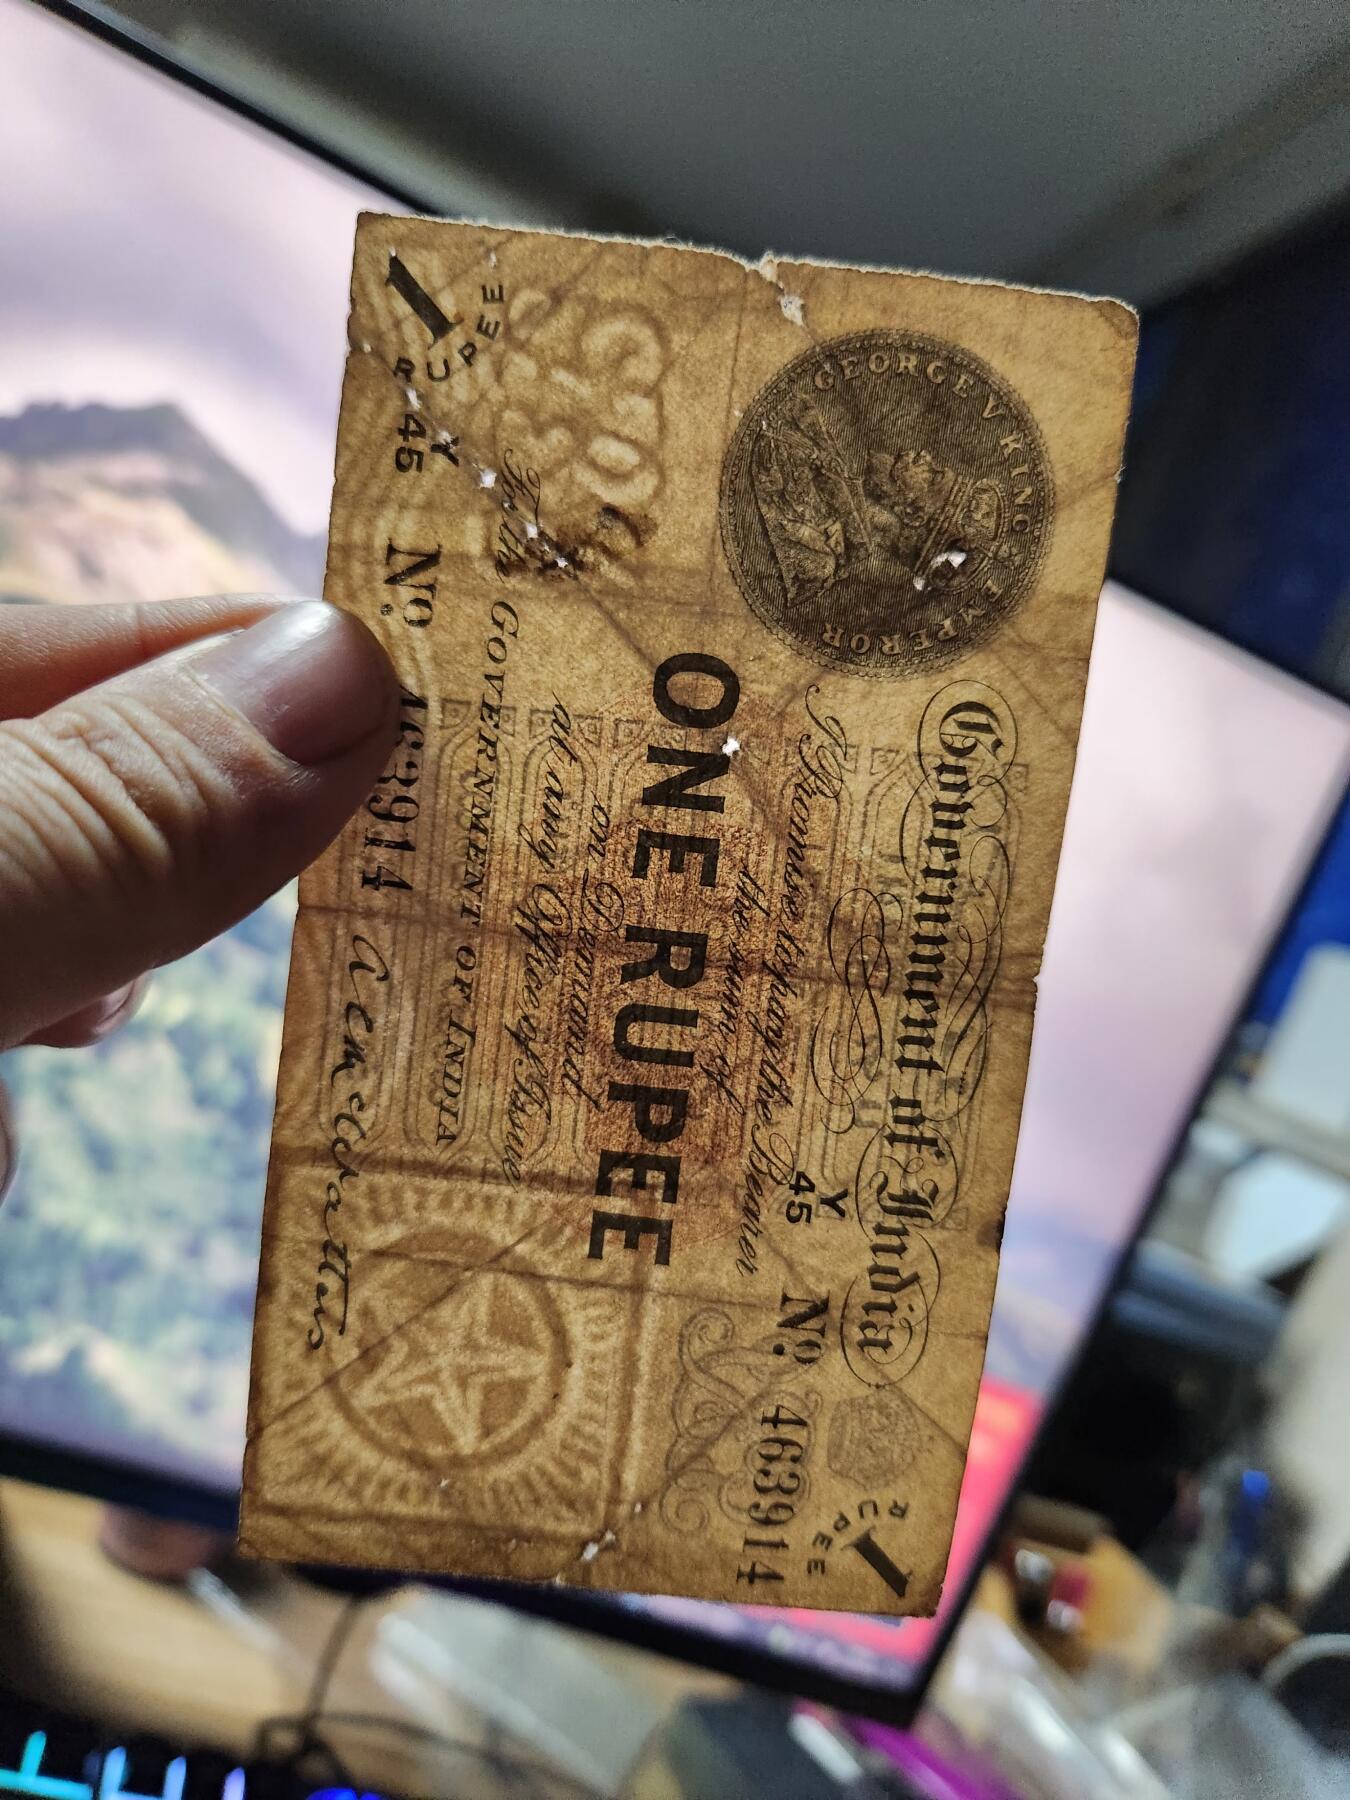 GEORGE V KING EMPEROR
Government of India
1 RUPEE
I Promise to pay the Bearer
the sum of
Y
45
No. 463914
ONE RUPEE
on Demand
at any Office of Issue
For the GOVERNMENT OF INDIA
1 RUPEE
Y
45
No. 3914